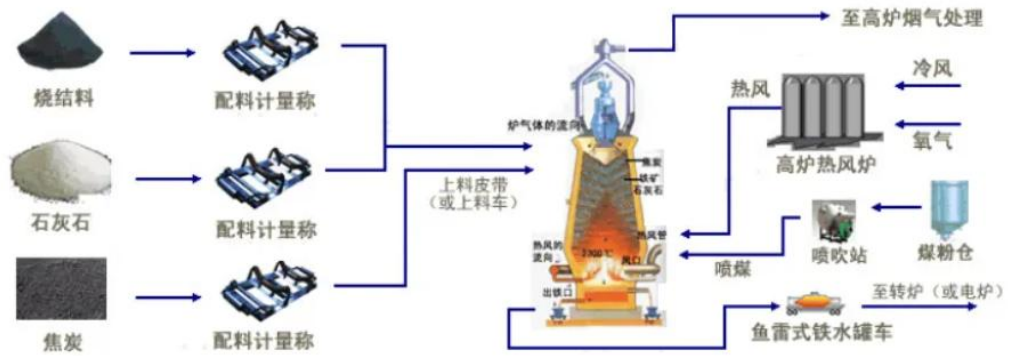 至高炉烟气处理
烧结料
配料计量称
热风
冷风
氧气
高炉热风炉
炉气体的流向
焦炭
铁矿
石灰石
石灰石
配料计量称
上料皮带
（或上料车）
热风管
热风的
流向
风口
喷煤
喷吹站
煤粉仓
出铁口
焦炭
配料计量称
鱼雷式铁水罐车
至转炉（或电炉）